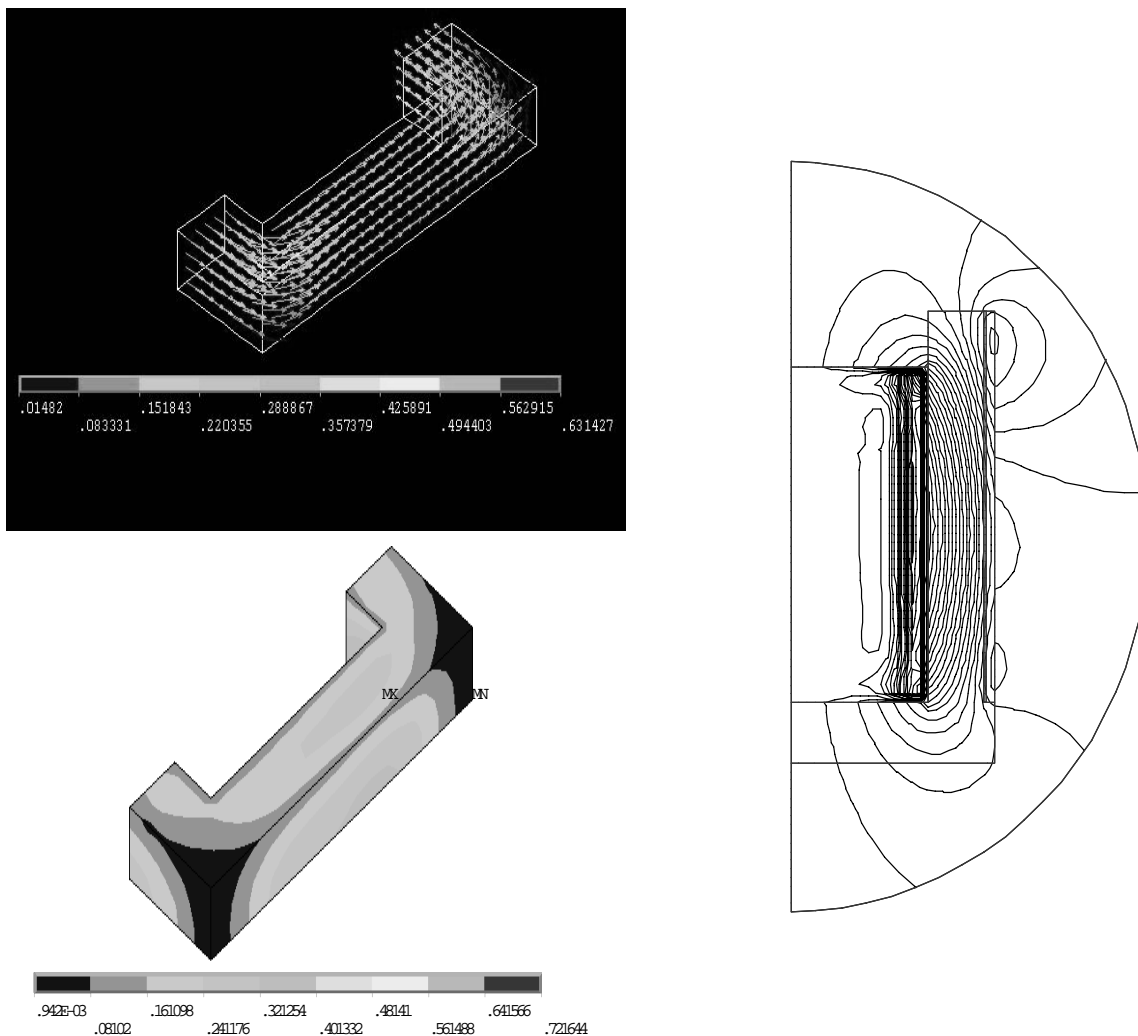 .01482 .151843 .288867 .425891 .562915
.083331 .220355 .357379 .494403 .631427
MX MN
.942E-03 .161098 .321254 .48141 .641566
.08102 .241176 .401332 .561488 .721644